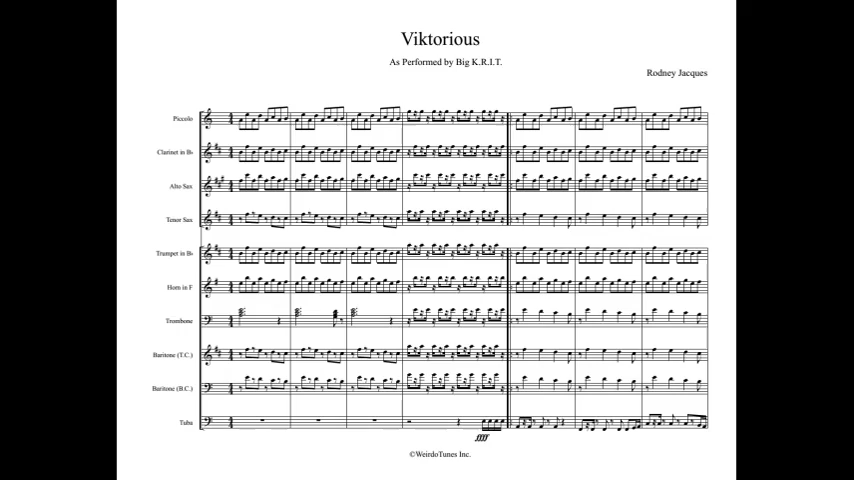 Viktorious
As Performed by Big K.R.I.T.
Rodney Jacques
Piccolo
Clarinet in B♭
Alto Sax
Tenor Sax
Trumpet in B♭
Horn in F
Trombone
Baritone (T.C.)
Baritone (B.C.)
Tuba
ffff
©WeirdoTunes Inc.